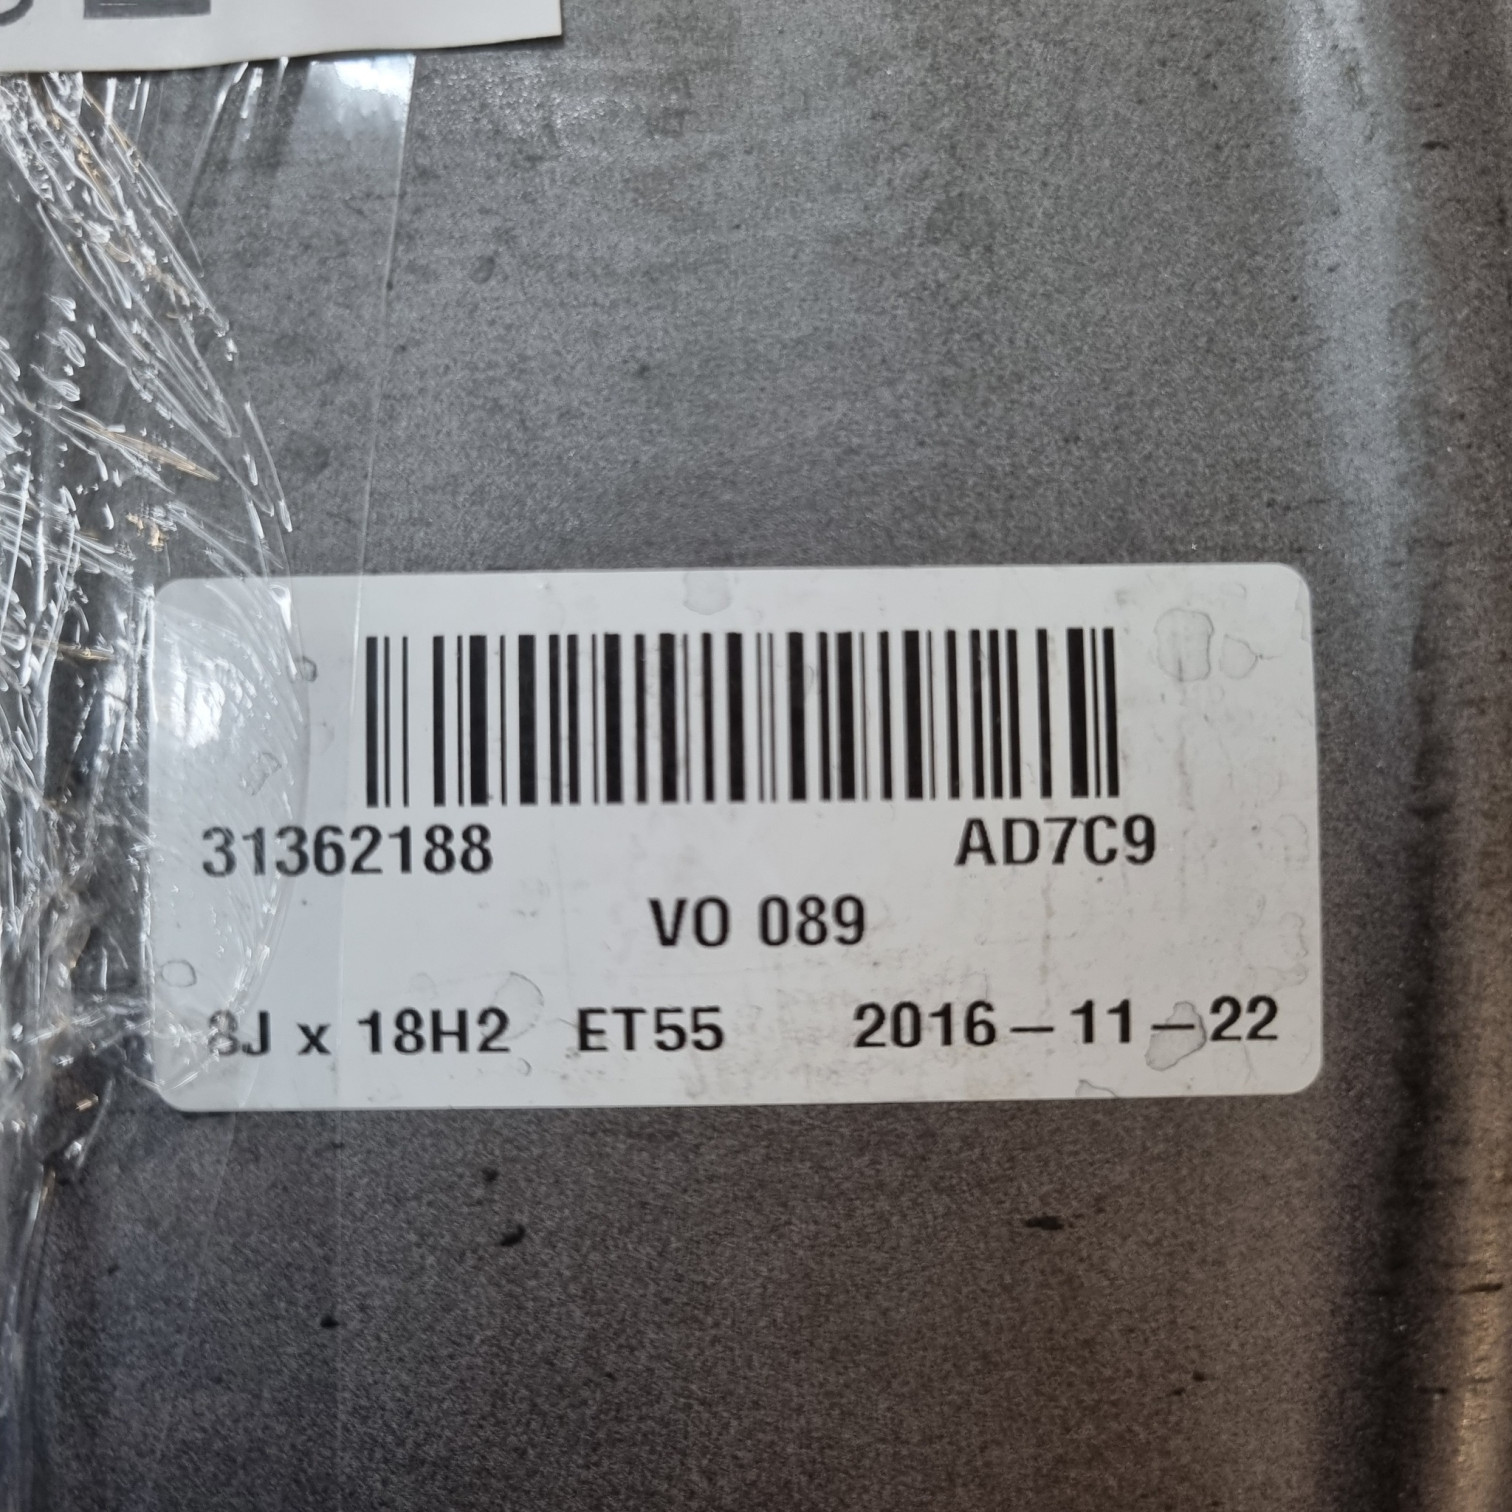 31362188 AD7C9
VO 089
8J x 18H2 ET55 2016-11-22